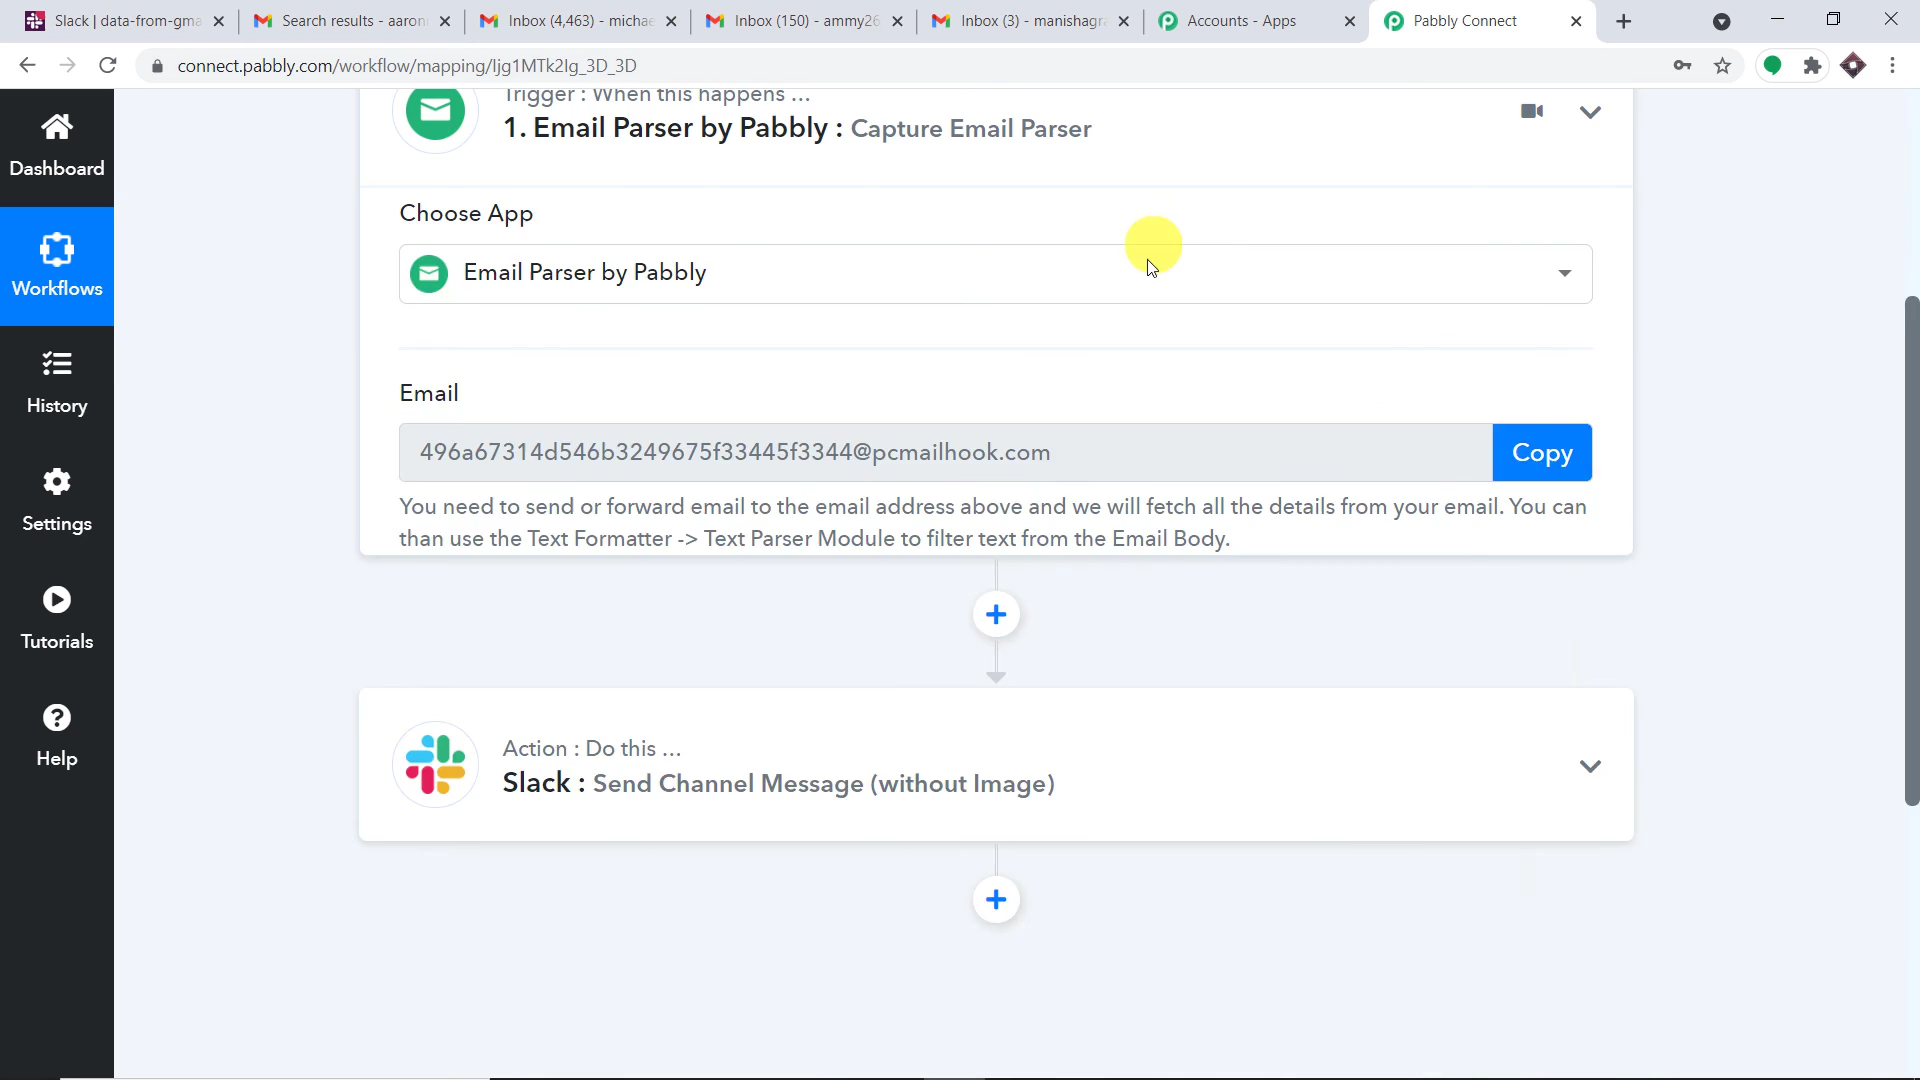 Slack | data-from-gma
Search results - aaron
Inbox (4,463) - michae
Inbox (150) - ammy26
Inbox (3) - manishagra
Accounts - Apps
Pabbly Connect
connect.pabbly.com/workflow/mapping/Ijg1MTk2Ig_3D_3D
Dashboard
Workflows
History
Settings
Tutorials
Help
Trigger : When this happens ...
1. Email Parser by Pabbly : Capture Email Parser
Choose App
Email Parser by Pabbly
Email
496a67314d546b3249675f33445f3344@pcmailhook.com
Copy
You need to send or forward email to the email address above and we will fetch all the details from your email. You can
than use the Text Formatter -> Text Parser Module to filter text from the Email Body.
Action : Do this ...
Slack : Send Channel Message (without Image)